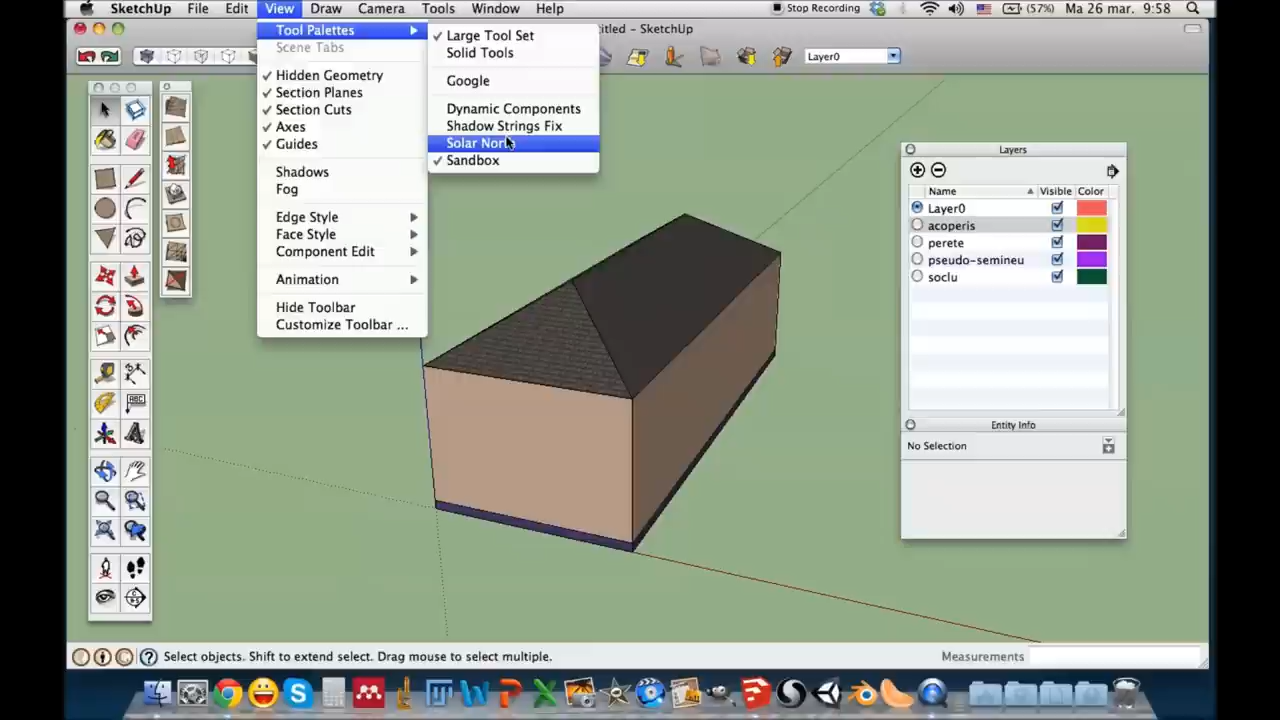 SketchUp File Edit View Draw Camera Tools Window Help Stop Recording (57%) Ma 26 mar. 9:58
ntitled - SketchUp
Layer0
Tool Palettes
Scene Tabs
Hidden Geometry
Section Planes
Section Cuts
Axes
Guides
Shadows
Fog
Edge Style
Face Style
Component Edit
Animation
Hide Toolbar
Customize Toolbar ...
Large Tool Set
Solid Tools
Google
Dynamic Components
Shadow Strings Fix
Solar North
Sandbox
ABC
Layers
Name Visible Color
Layer0
acoperis
perete
pseudo-semineu
soclu
Entity Info
No Selection
Select objects. Shift to extend select. Drag mouse to select multiple.
Measurements